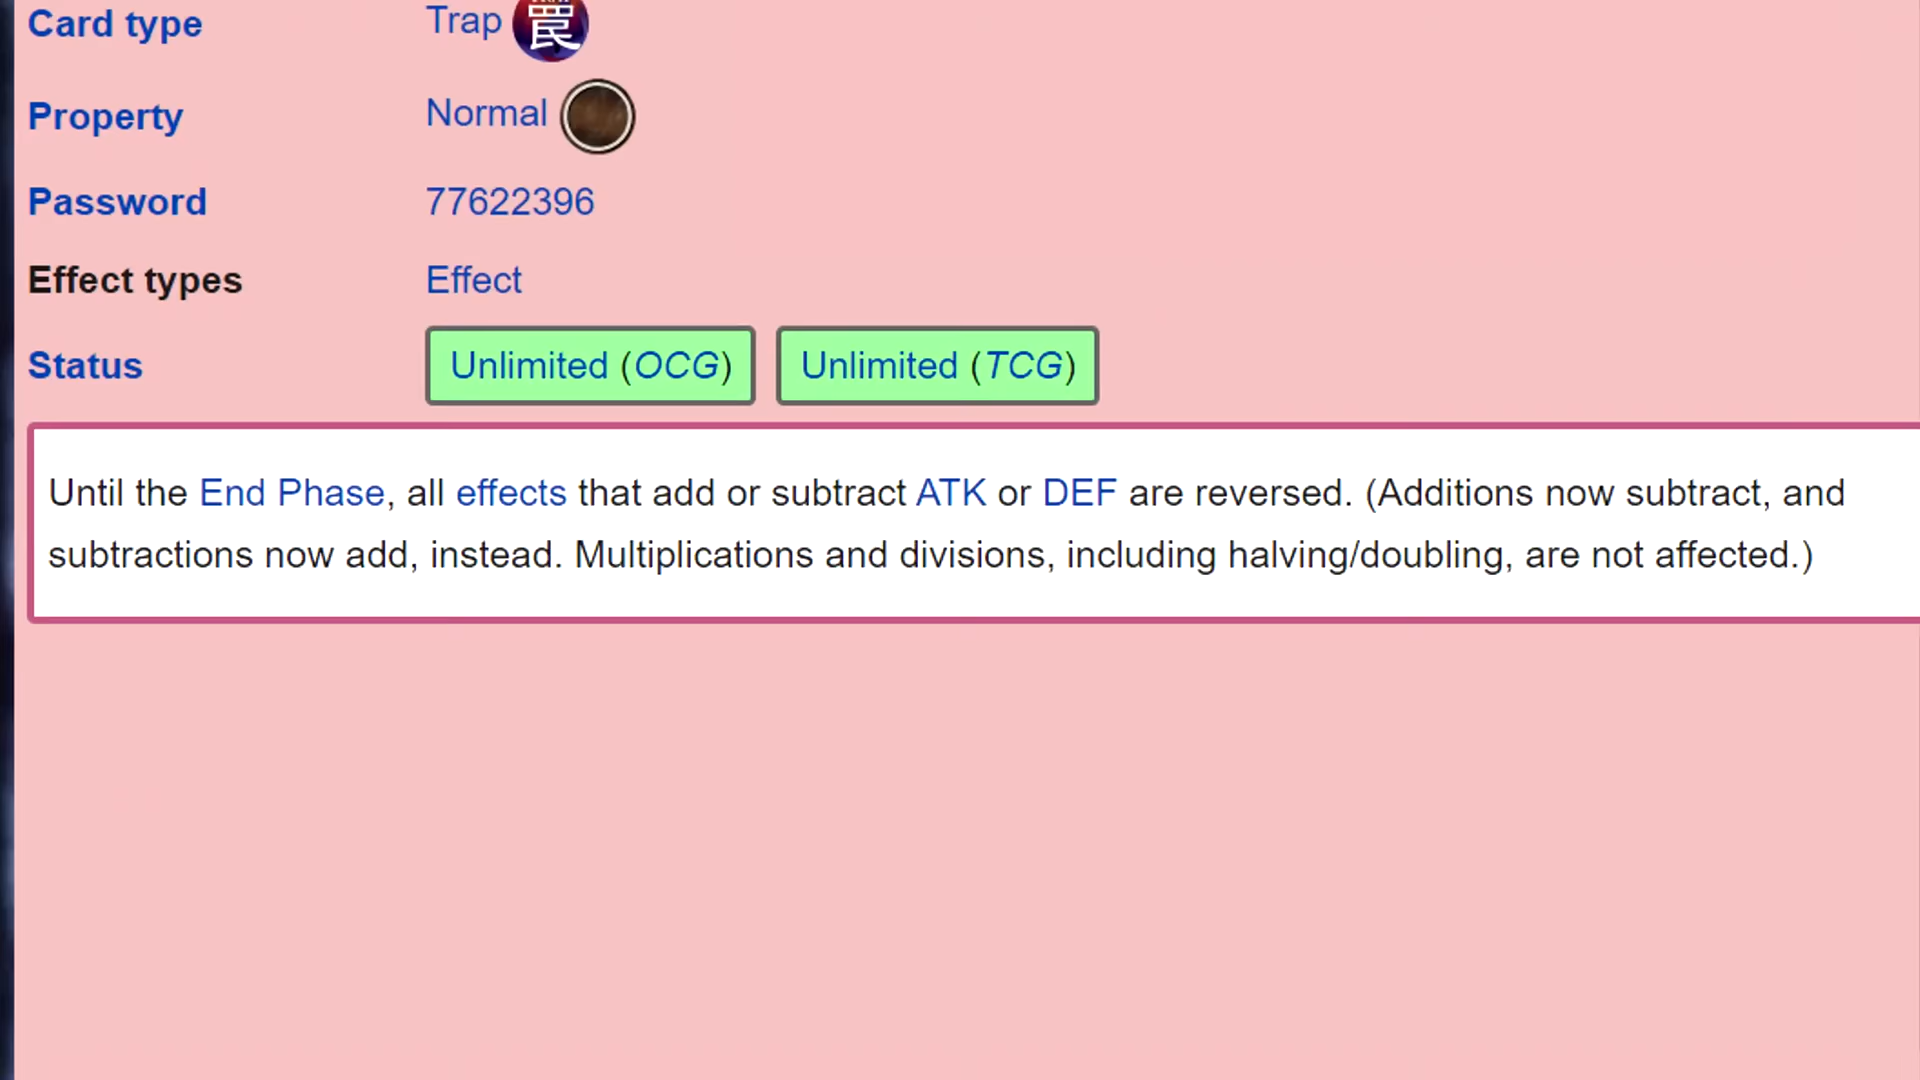 Card type Trap 罠
Property Normal
Password 77622396
Effect types Effect
Status Unlimited (OCG) Unlimited (TCG)
Until the End Phase, all effects that add or subtract ATK or DEF are reversed. (Additions now subtract, and
subtractions now add, instead. Multiplications and divisions, including halving/doubling, are not affected.)